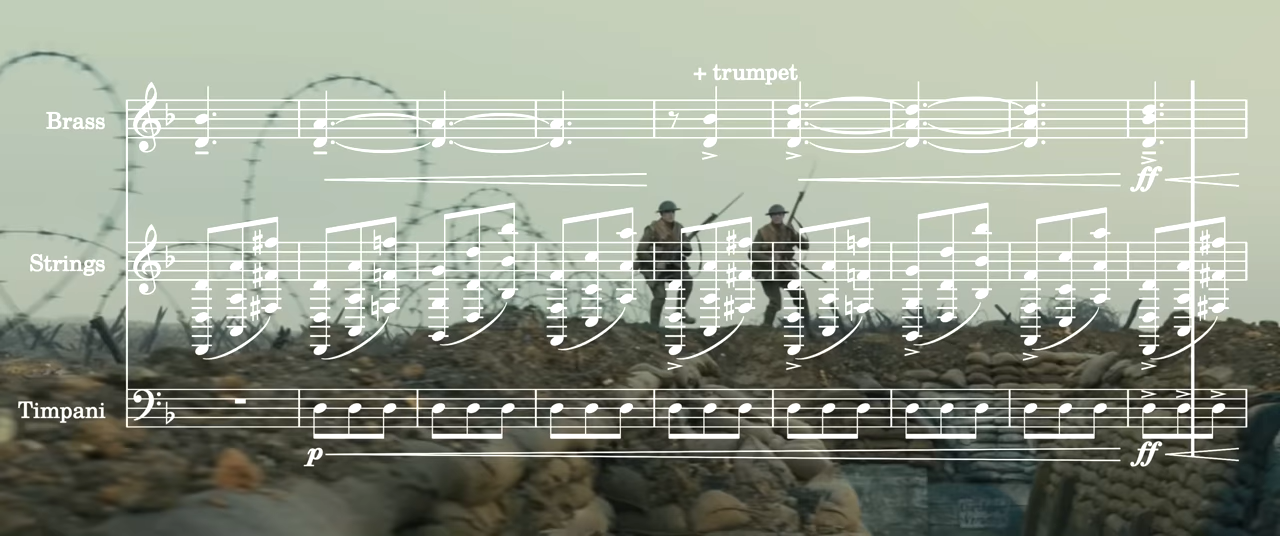 + trumpet
Brass
ff
Strings
Timpani
p ff